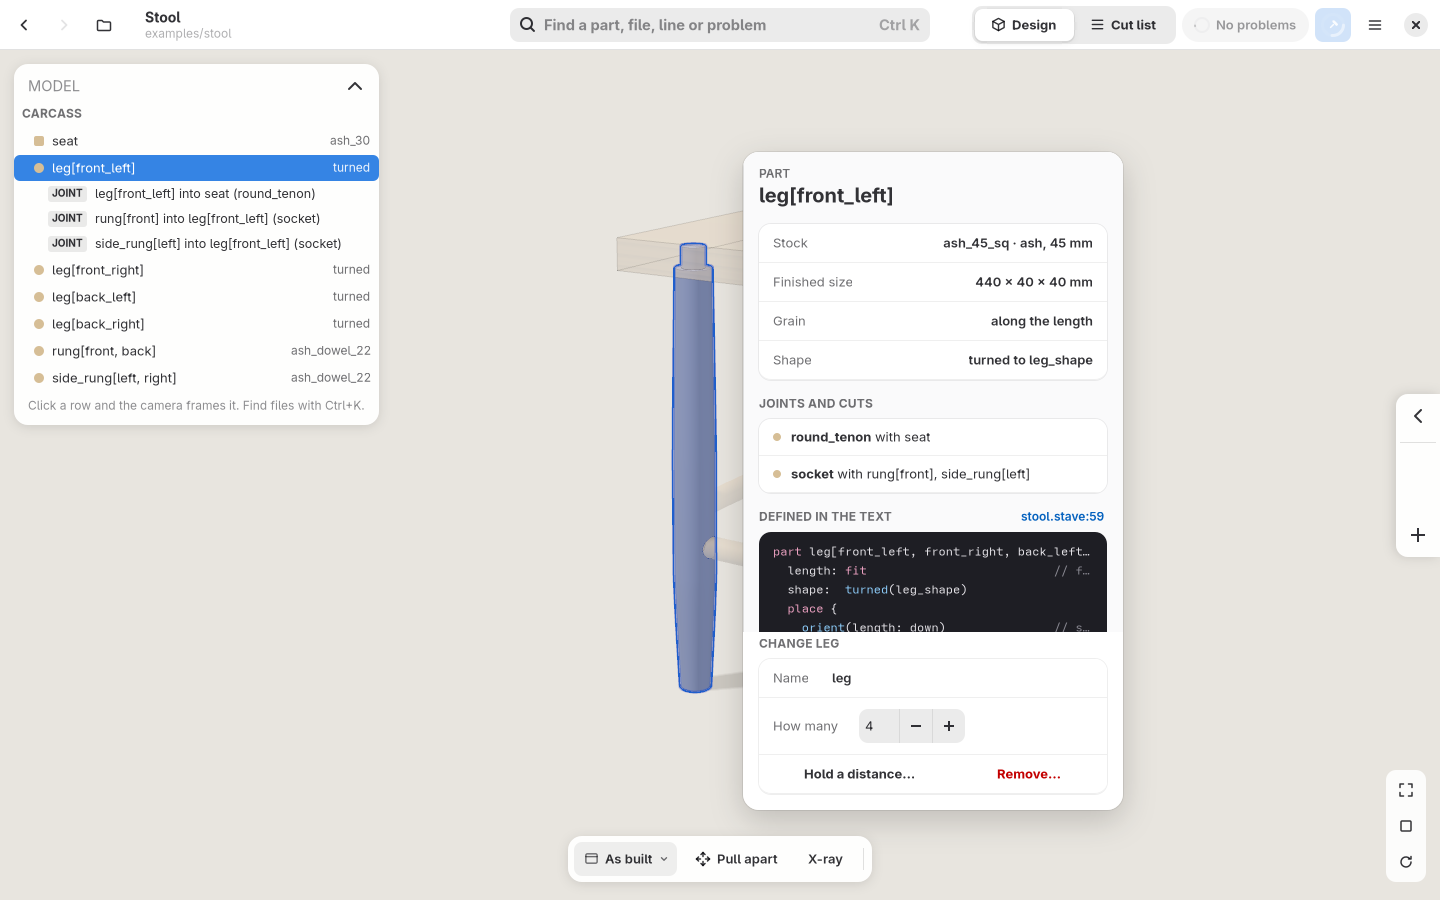 Stool
examples/stool
Find a part, file, line or problem
Ctrl K
Design
Cut list
No problems
MODEL
CARCASS
seat ash_30
leg[front_left] turned
JOINT leg[front_left] into seat (round_tenon)
JOINT rung[front] into leg[front_left] (socket)
JOINT side_rung[left] into leg[front_left] (socket)
leg[front_right] turned
leg[back_left] turned
leg[back_right] turned
rung[front, back] ash_dowel_22
side_rung[left, right] ash_dowel_22
Click a row and the camera frames it. Find files with Ctrl+K.
PART
leg[front_left]
Stock ash_45_sq · ash, 45 mm
Finished size 440 × 40 × 40 mm
Grain along the length
Shape turned to leg_shape
JOINTS AND CUTS
round_tenon with seat
socket with rung[front], side_rung[left]
DEFINED IN THE TEXT stool.stave:59
part leg[front_left, front_right, back_left…
length: fit // f…
shape: turned(leg_shape)
place {
orient(length: down) // s…
CHANGE LEG
Name leg
How many 4
Hold a distance… Remove…
As built
Pull apart
X-ray